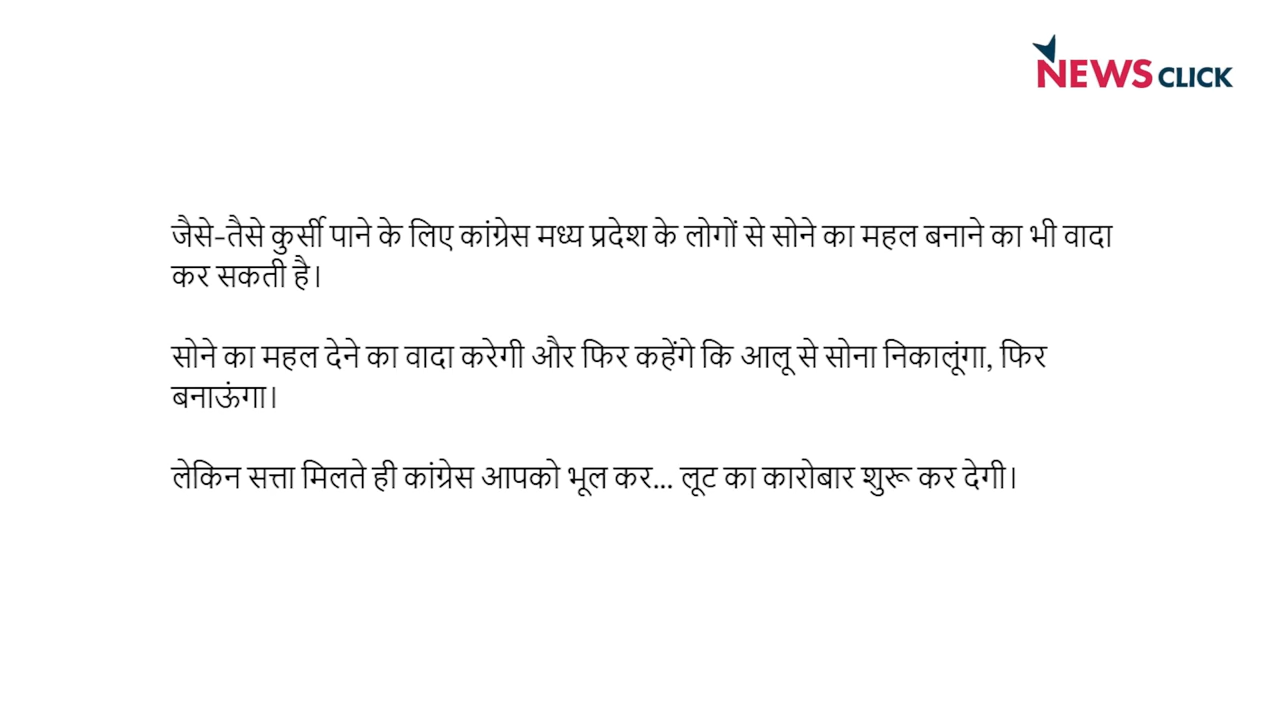 NEWS CLICK
जैसे-तैसे कुर्सी पाने के लिए कांग्रेस मध्य प्रदेश के लोगों से सोने का महल बनाने का भी वादा
कर सकती है।
सोने का महल देने का वादा करेगी और फिर कहेंगे कि आलू से सोना निकालूंगा, फिर
बनाऊंगा।
लेकिन सत्ता मिलते ही कांग्रेस आपको भूल कर... लूट का कारोबार शुरू कर देगी।